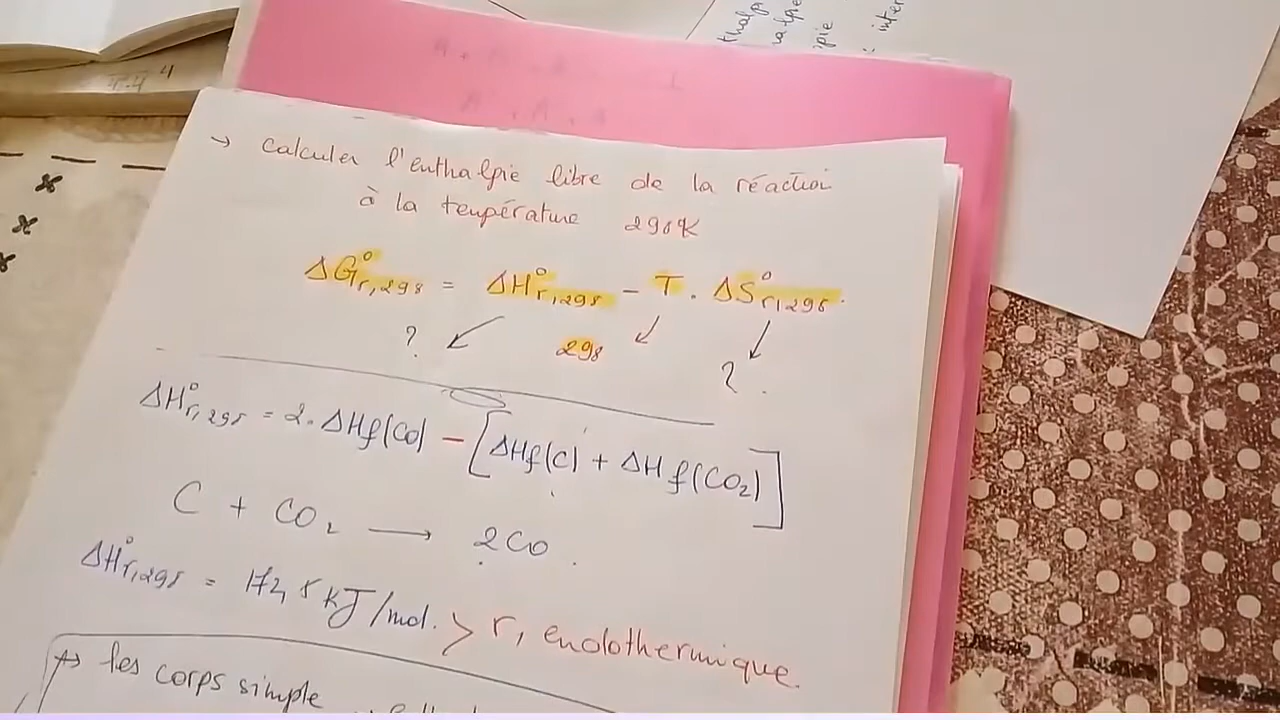 → Calculer l'enthalpie libre de la réaction
à la température 298K
ΔG°r,298 = ΔH°r,298 - T. ΔS°r,298.
? 298 ?
ΔH°r,298 = 2. ΔHf(CO) - [ΔHf(C) + ΔHf(CO₂)]
C + CO₂ → 2CO
ΔH°r,298 = 172,5 KJ/mol. > r, endothermique.
→ les corps simple